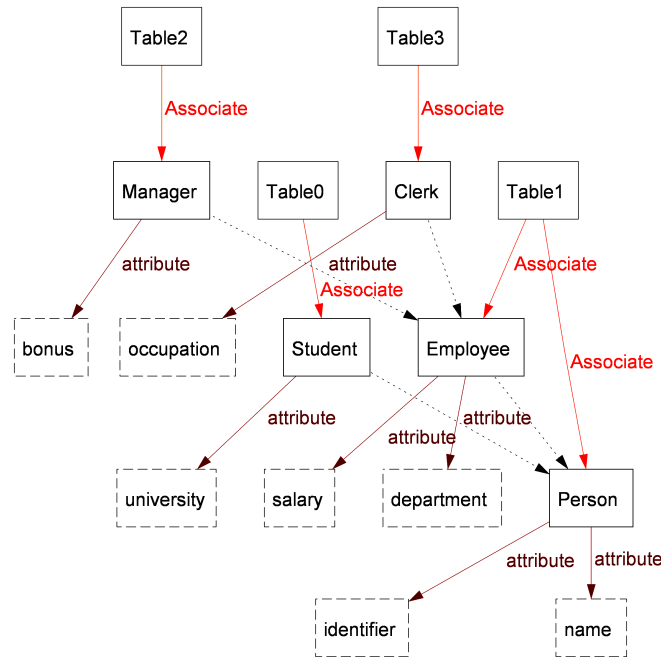 Table2
Table3
Associate
Associate
Manager
Table0
Clerk
Table1
attribute
attribute
Associate
Associate
bonus
occupation
Student
Employee
Associate
attribute
attribute
attribute
university
salary
department
Person
attribute
attribute
identifier
name